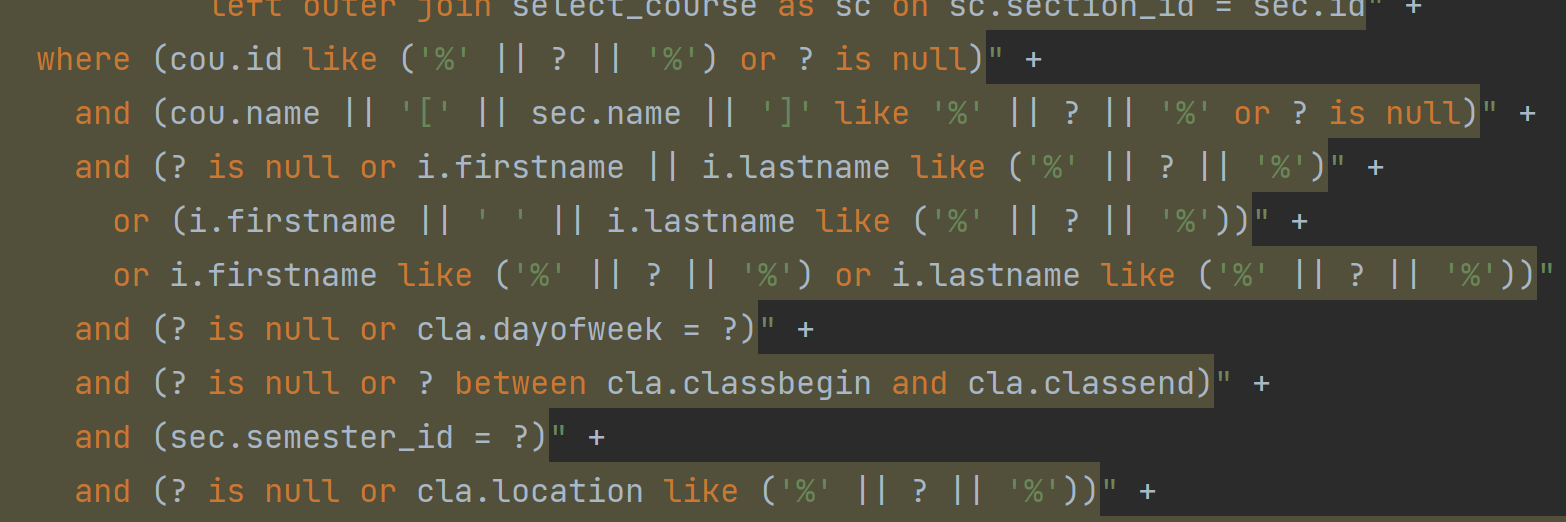 left outer join select_course as sc on sc.section_id = sec.id" +
where (cou.id like ('%' || ? || '%') or ? is null)" +
and (cou.name || '[' || sec.name || ']' like '%' || ? || '%' or ? is null)" +
and (? is null or i.firstname || i.lastname like ('%' || ? || '%')" +
or (i.firstname || ' ' || i.lastname like ('%' || ? || '%'))" +
or i.firstname like ('%' || ? || '%') or i.lastname like ('%' || ? || '%'))"
and (? is null or cla.dayofweek = ?)" +
and (? is null or ? between cla.classbegin and cla.classend)" +
and (sec.semester_id = ?)" +
and (? is null or cla.location like ('%' || ? || '%'))" +